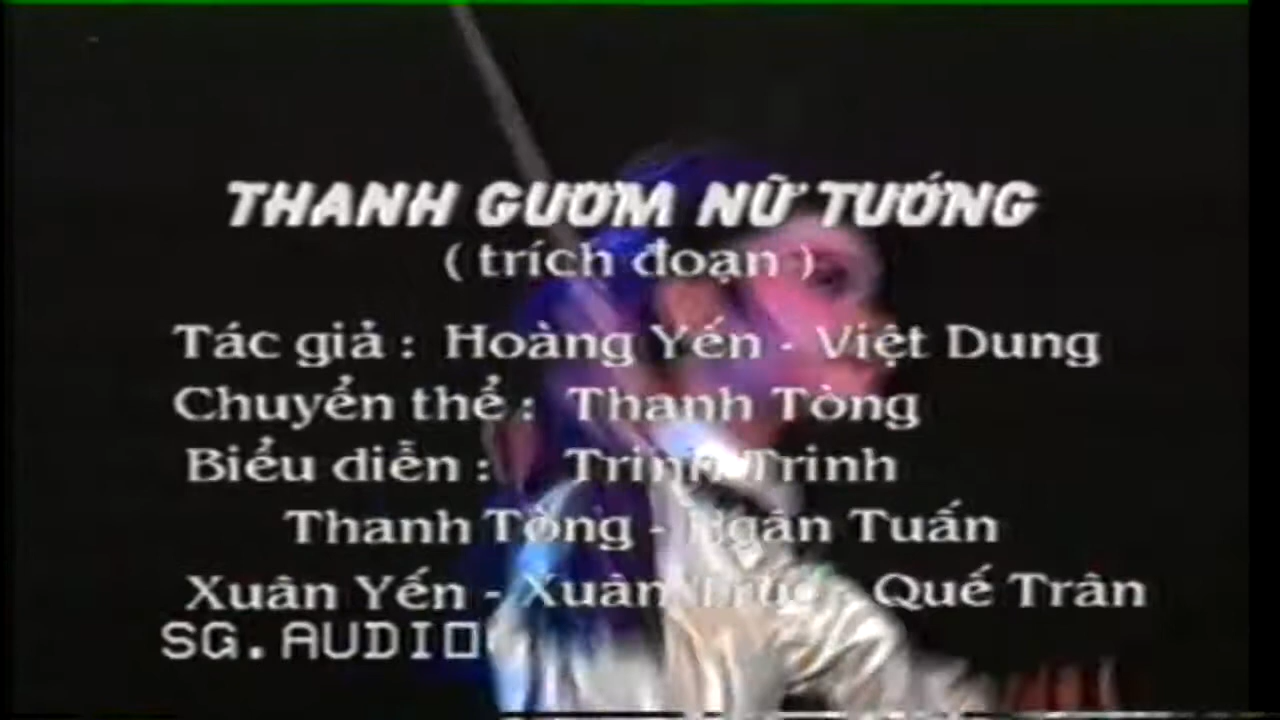 THANH GƯƠM NỮ TƯỚNG
( trích đoạn )
Tác giả : Hoàng Yến - Việt Dung
Chuyển thể : Thanh Tòng
Biểu diễn : Trinh Trinh
Thanh Tòng - Ngân Tuấn
Xuân Yến - Xuân Trúc - Quế Trân
SG.AUDIO